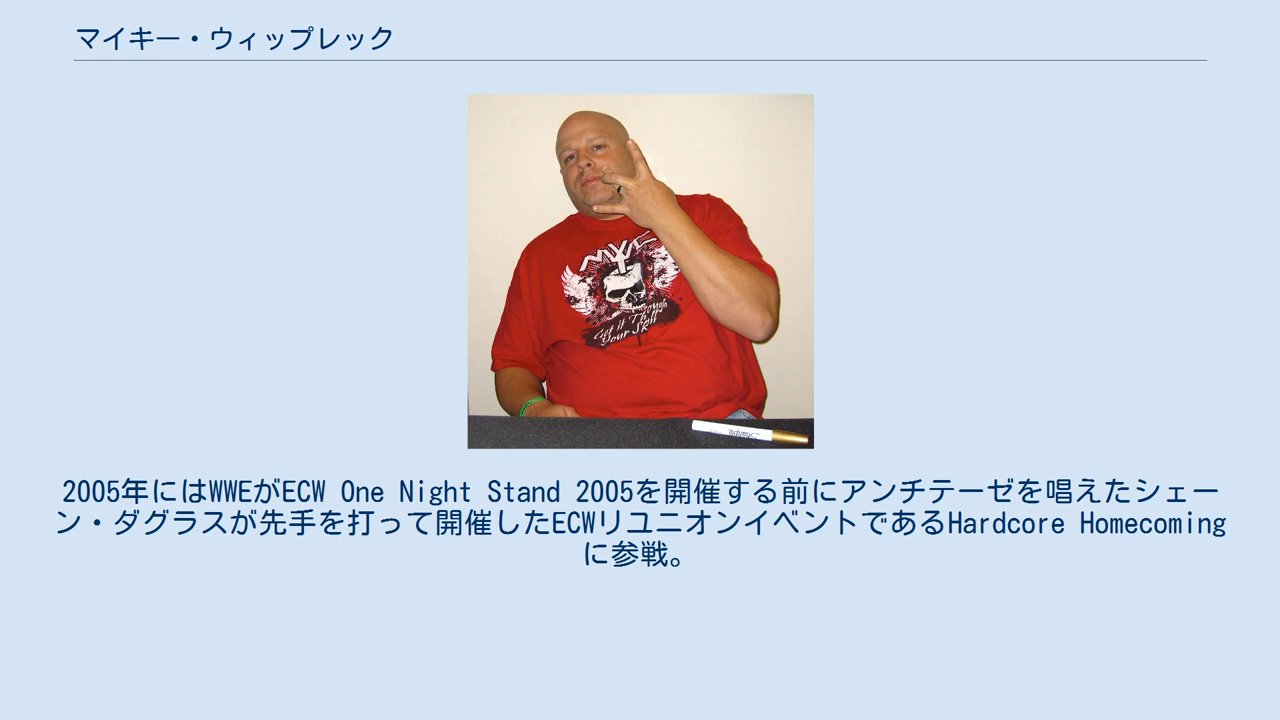 マイキー・ウィップレック
Get it Through
Your Skull
2005年にはWWEがECW One Night Stand 2005を開催する前にアンチテーゼを唱えたシェー
ン・ダグラスが先手を打って開催したECWリユニオンイベントであるHardcore Homecoming
に参戦。